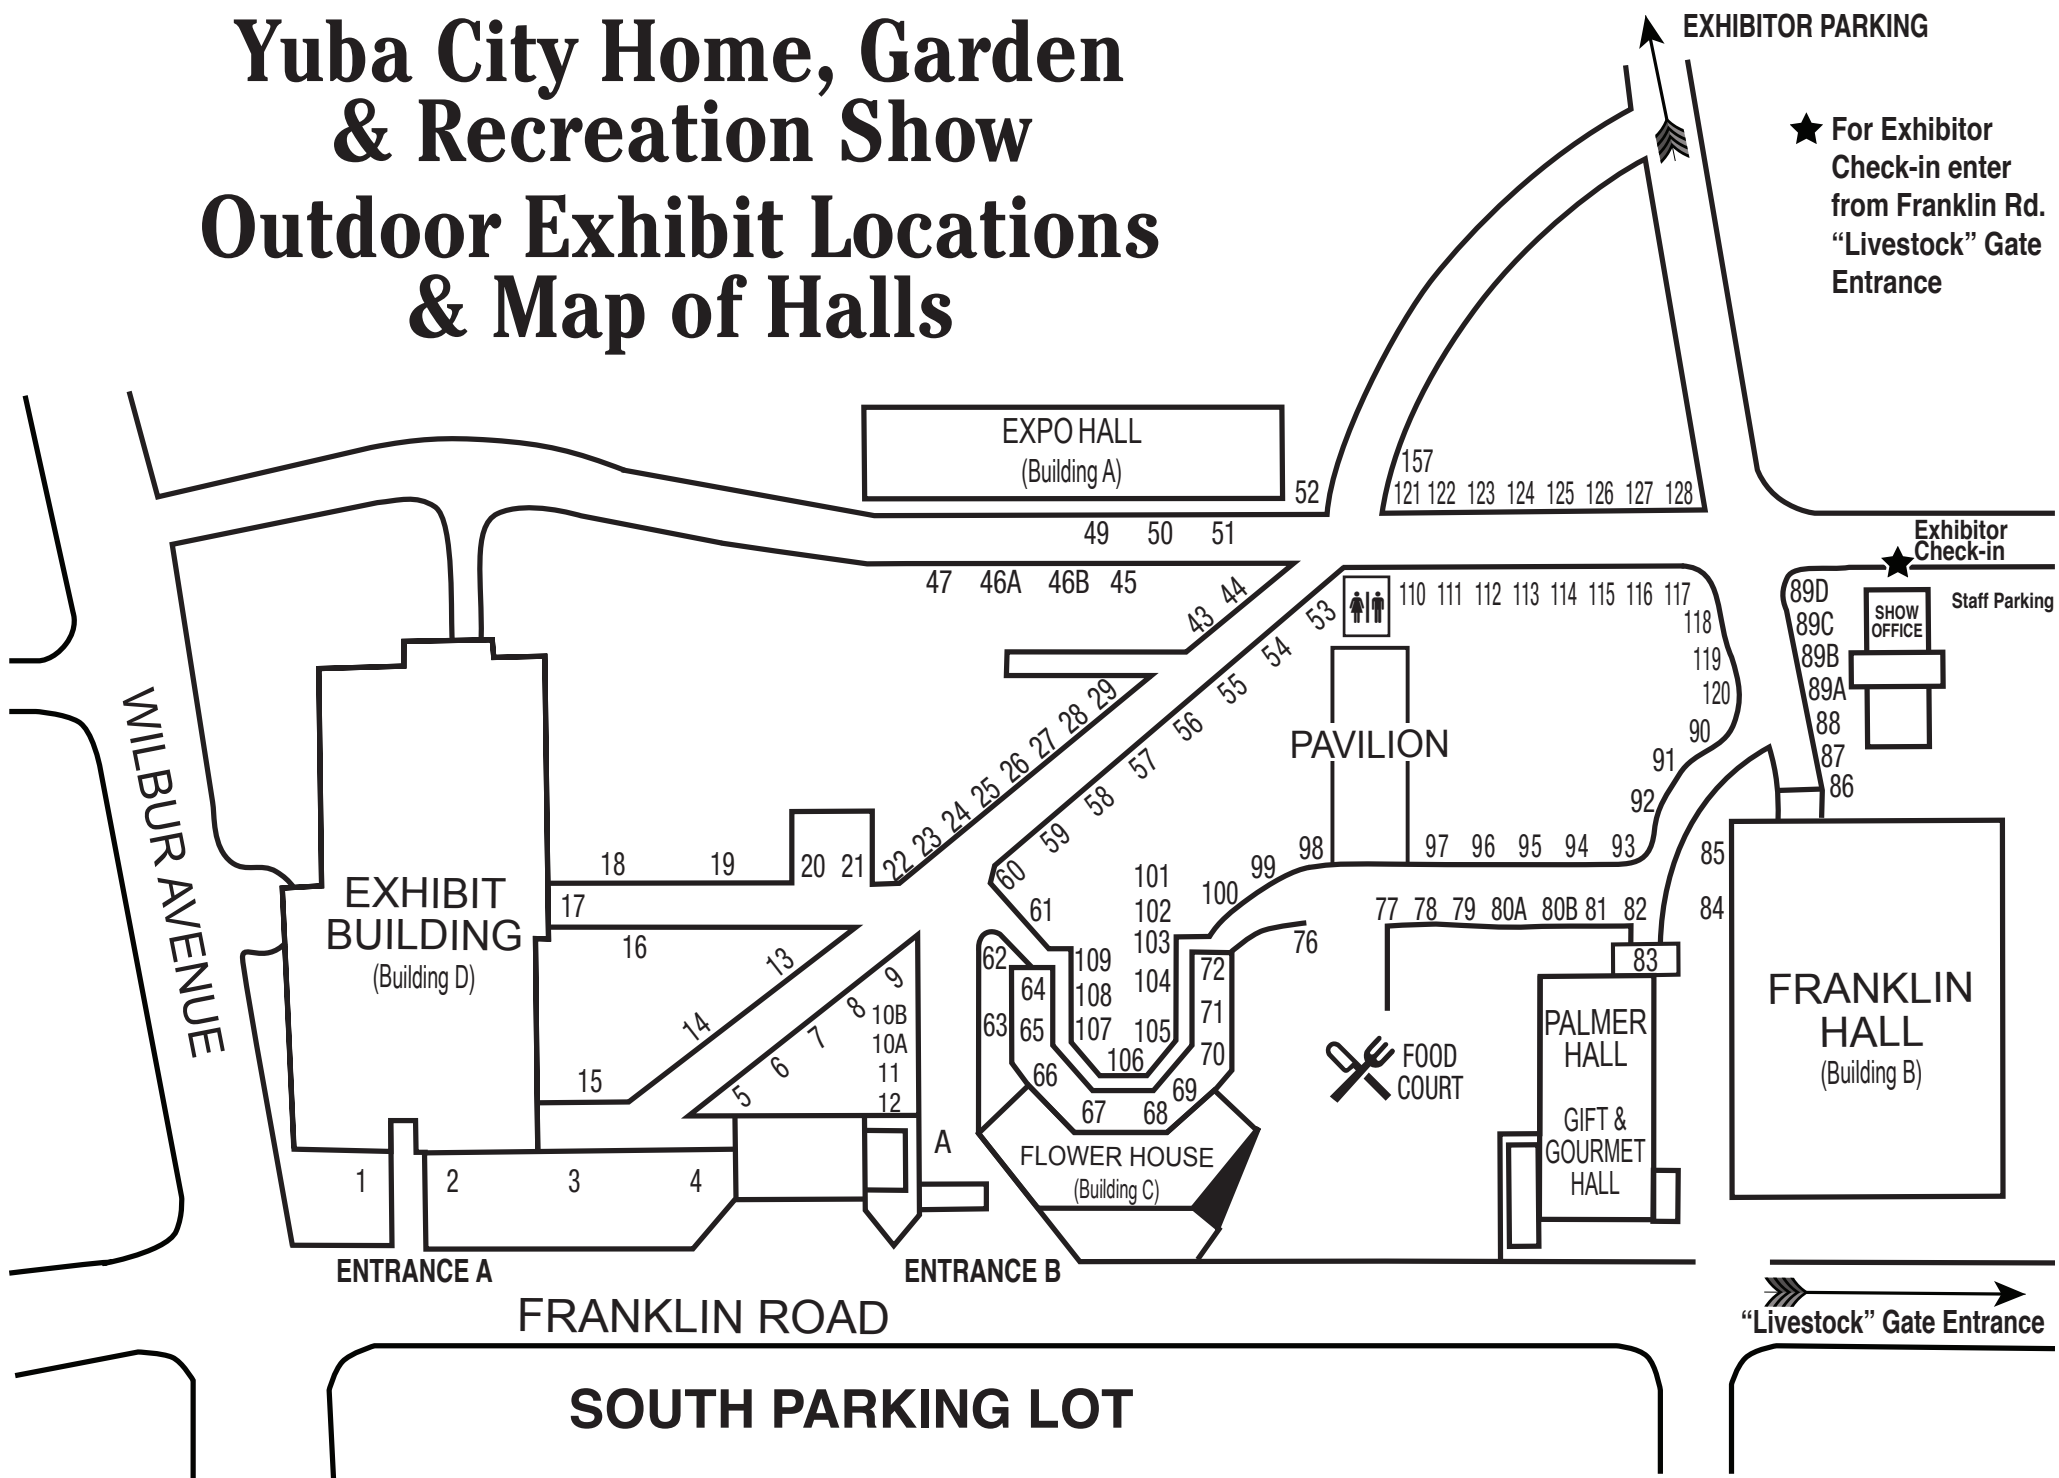 Yuba City Home, Garden
& Recreation Show
Outdoor Exhibit Locations
& Map of Halls
EXHIBITOR PARKING
For Exhibitor
Check-in enter
from Franklin Rd.
“Livestock” Gate
Entrance
EXPO HALL
(Building A)
52
157
121 122 123 124 125 126 127 128
49 50 51
47 46A 46B 45
44
43
Exhibitor
Check-in
Staff Parking
SHOW
OFFICE
89D
89C
89B
89A
88
87
86
53
54
55
56
57
58
59
60
61
110 111 112 113 114 115 116 117
118
119
120
90
91
92
PAVILION
29
28
27
26
25
24
23
22
18 19 20 21
17
16
13
14
15
WILBUR AVENUE
EXHIBIT
BUILDING
(Building D)
98 97 96 95 94 93
99
100
101
102
103
104
105
106
107
108
109
85
84
77 78 79 80A 80B 81 82
76
83
62
63
64
65
66
67
68
69
70
71
72
9
8
7
6
5
10B
10A
11
12
A
FLOWER HOUSE
(Building C)
FOOD
COURT
PALMER
HALL
GIFT &
GOURMET
HALL
FRANKLIN
HALL
(Building B)
1 2 3 4
ENTRANCE A
ENTRANCE B
FRANKLIN ROAD
“Livestock” Gate Entrance
SOUTH PARKING LOT